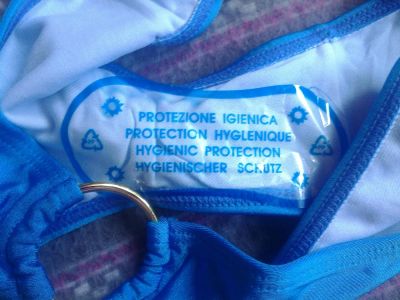 PROTEZIONE IGIENICA
PROTECTION HYGLENIQUE
HYGIENIC PROTECTION
HYGIENISCHER SCHUTZ